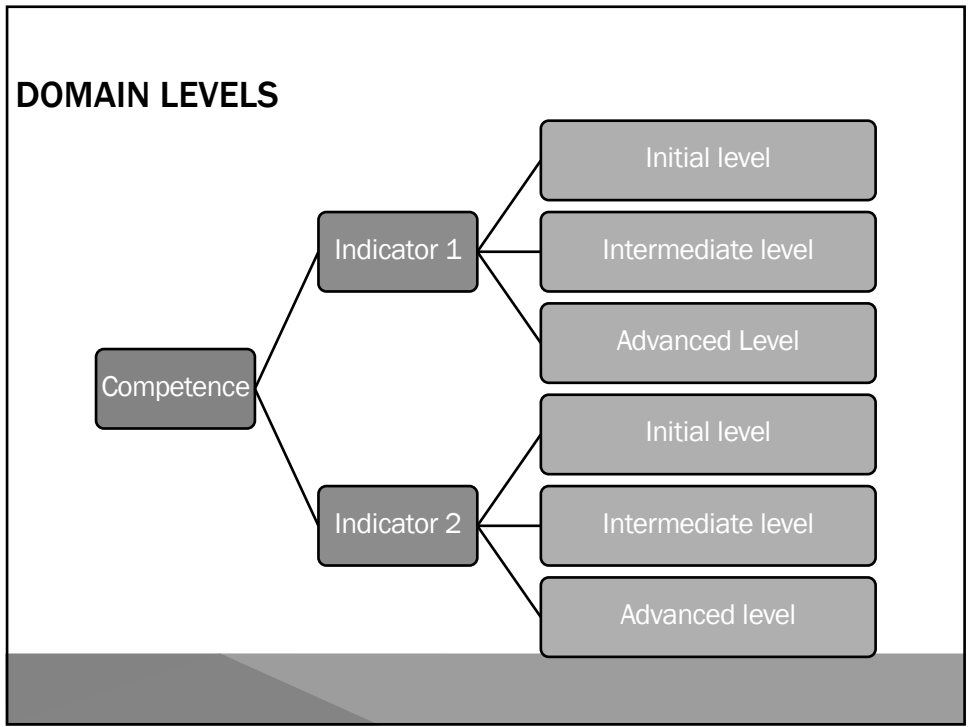 DOMAIN LEVELS
Competence
Indicator 1
Initial level
Intermediate level
Advanced Level
Indicator 2
Initial level
Intermediate level
Advanced level